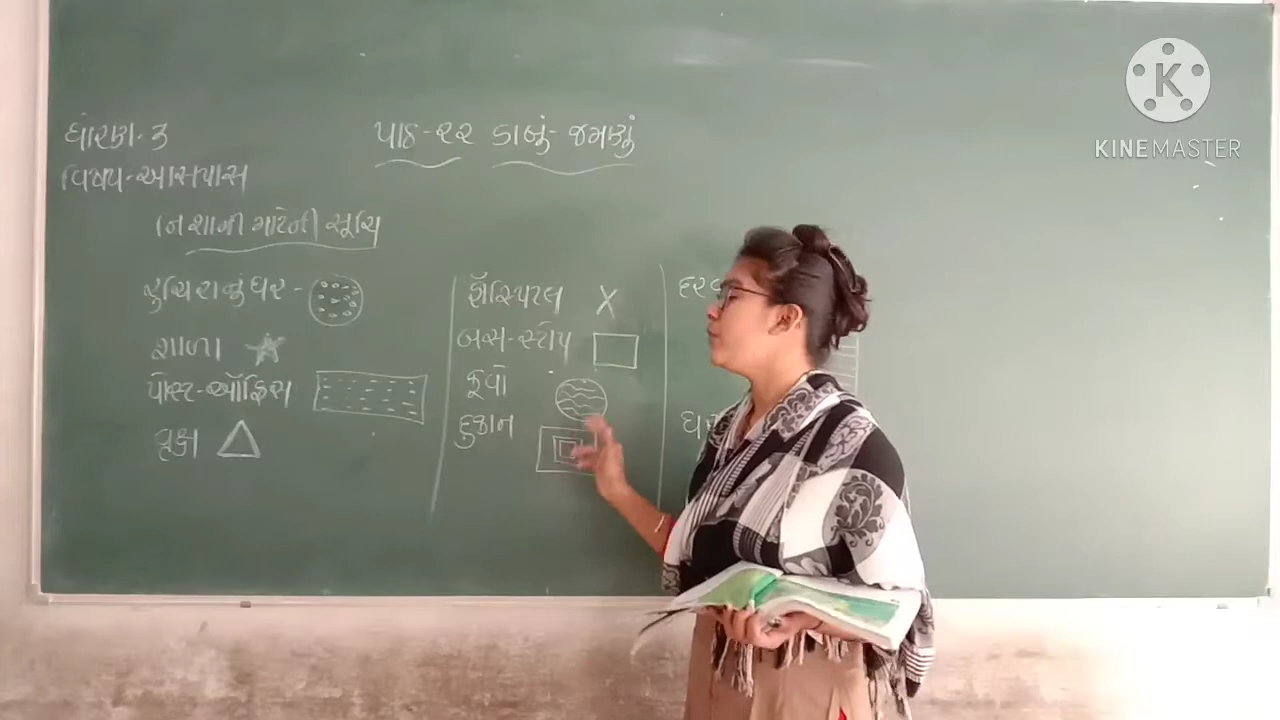 ધોરણ-૩
વિષય-આસપાસ
પાઠ-૨૨ ડાબું-જમણું
નિશાની માટેની સૂચિ
રુચિરાનું ઘર -
શાળા
પોસ્ટ-ઑફિસ
વૃક્ષ
હૉસ્પિટલ X
બસ-સ્ટોપ
કૂવો
દુકાન
KINEMASTER